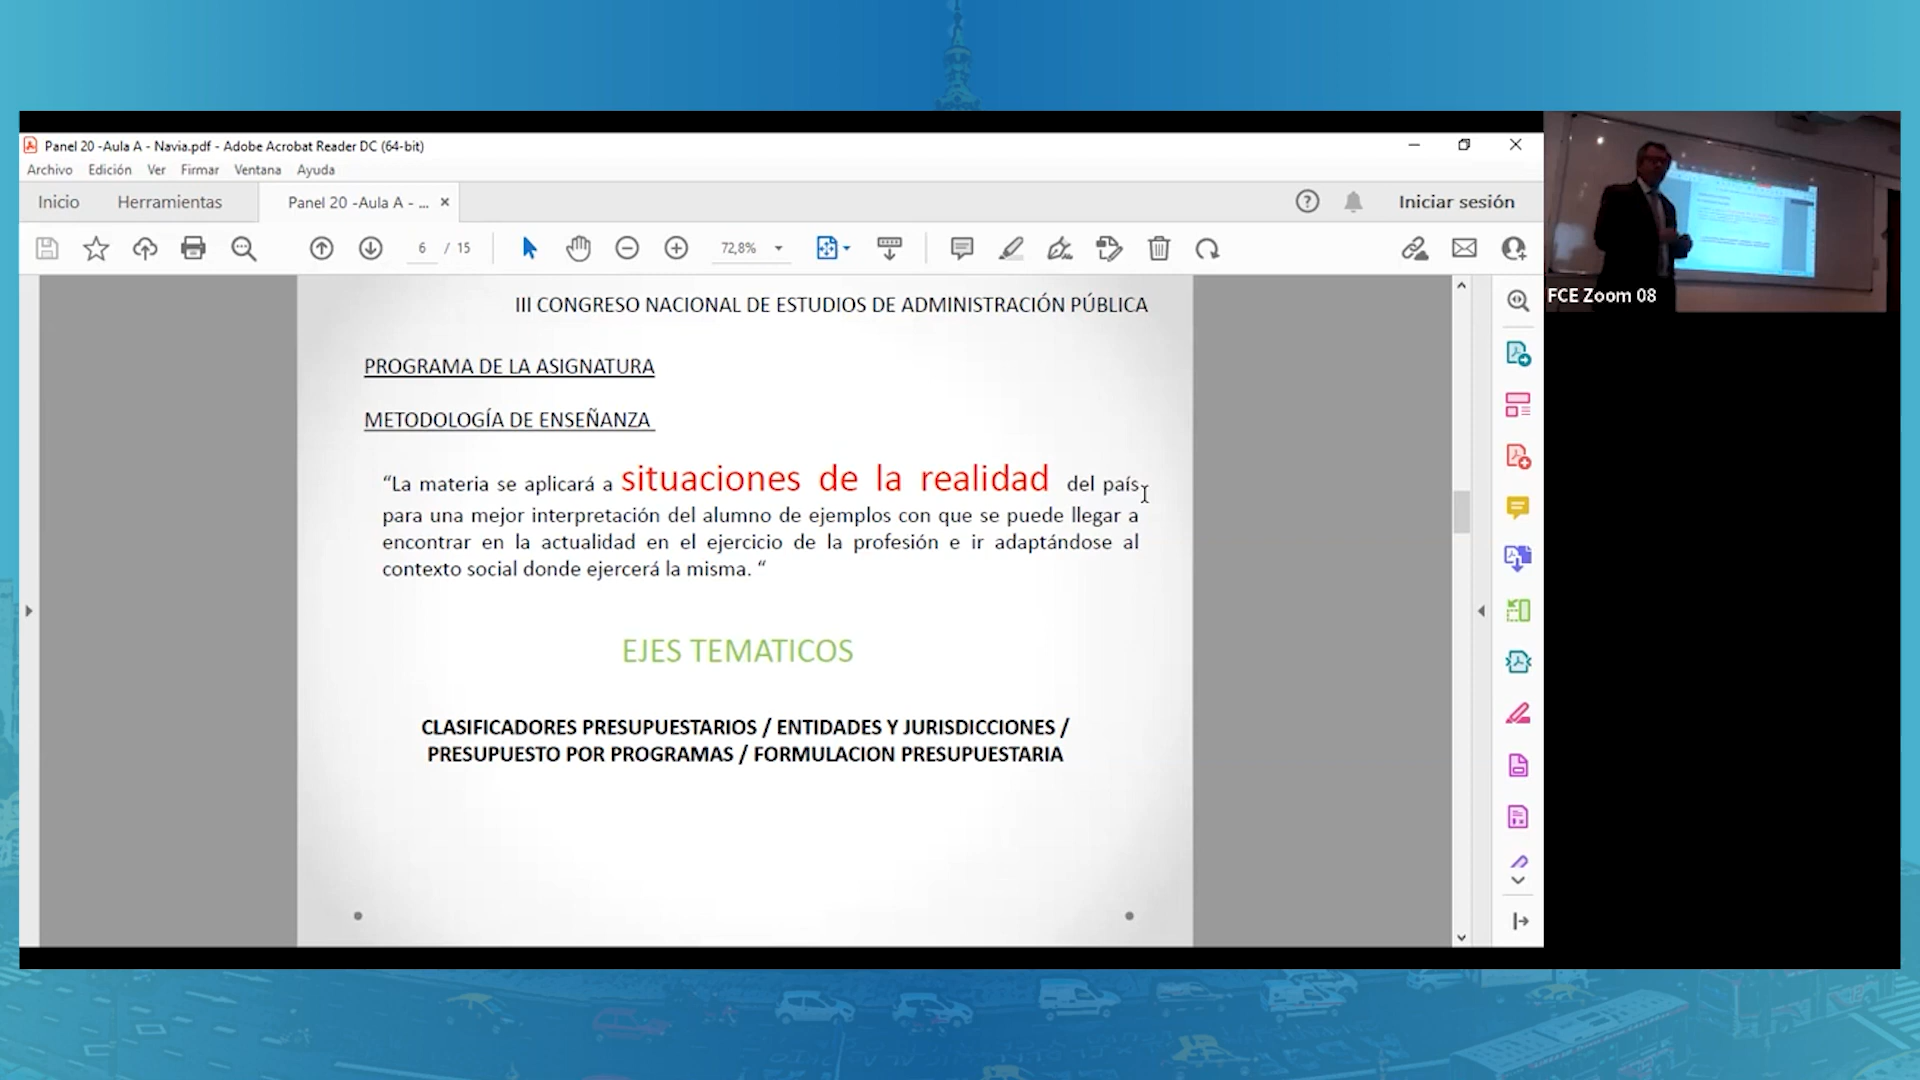 Panel 20 -Aula A - Navia.pdf - Adobe Acrobat Reader DC (64-bit)
Archivo Edición Ver Firmar Ventana Ayuda
Inicio Herramientas Panel 20 -Aula A - ... Iniciar sesión
6 / 15 72,8%
FCE Zoom 08
III CONGRESO NACIONAL DE ESTUDIOS DE ADMINISTRACIÓN PÚBLICA
PROGRAMA DE LA ASIGNATURA
METODOLOGÍA DE ENSEÑANZA
“La materia se aplicará a situaciones de la realidad del país,
para una mejor interpretación del alumno de ejemplos con que se puede llegar a
encontrar en la actualidad en el ejercicio de la profesión e ir adaptándose al
contexto social donde ejercerá la misma. “
EJES TEMATICOS
CLASIFICADORES PRESUPUESTARIOS / ENTIDADES Y JURISDICCIONES /
PRESUPUESTO POR PROGRAMAS / FORMULACION PRESUPUESTARIA